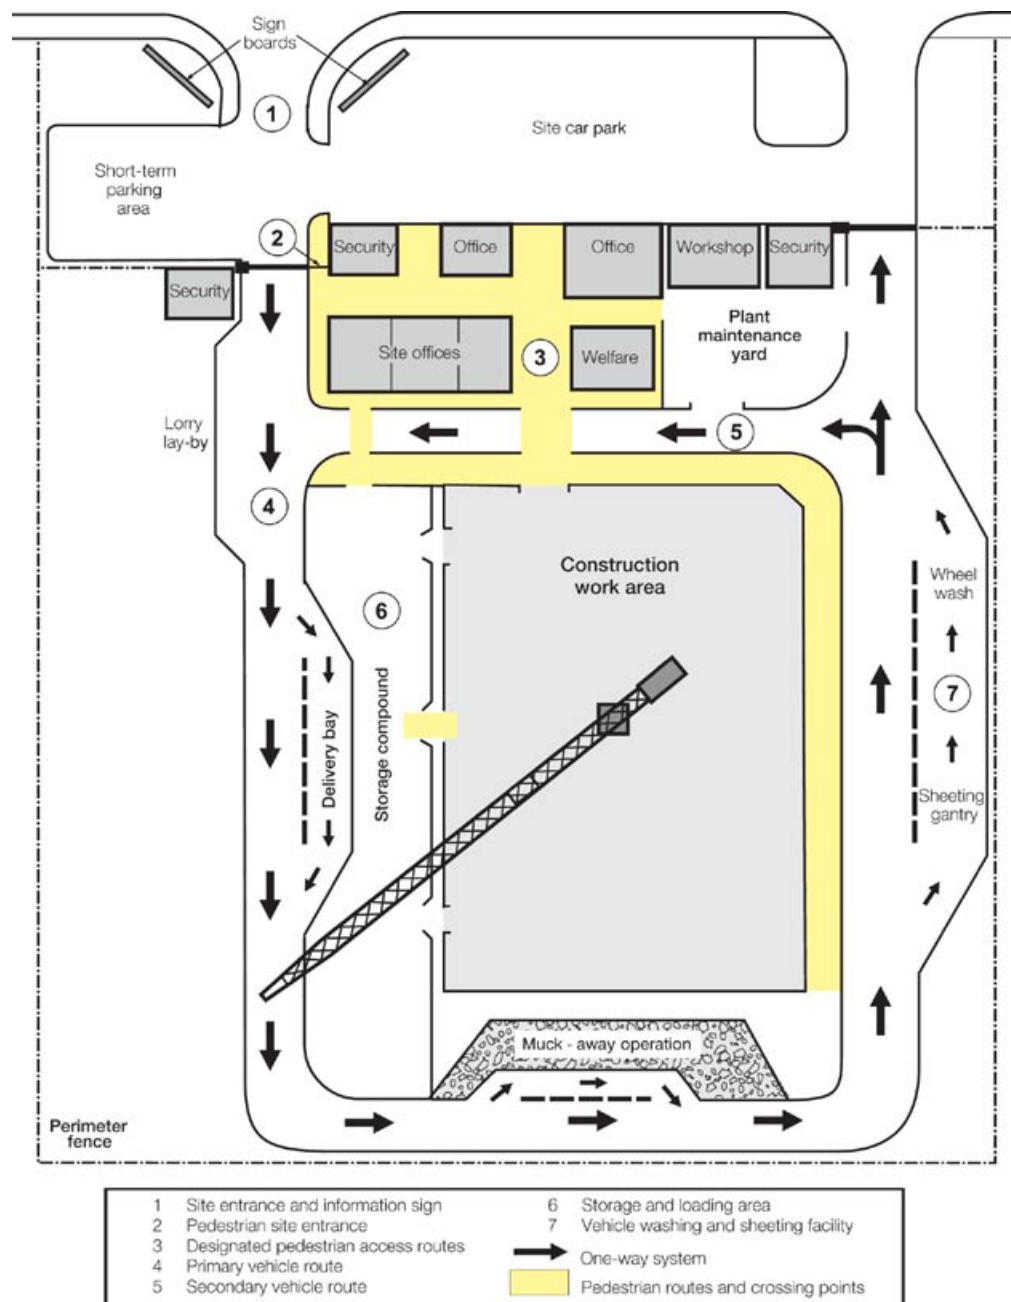 Sign
boards
1
Site car park
Short-term
parking
area
2
Security
Office
Office
Workshop
Security
Security
Plant
maintenance
yard
Site offices
3
Welfare
Lorry
lay-by
5
4
Construction
work area
Wheel
wash
6
7
Delivery bay
Storage compound
Sheeting
gantry
Muck - away operation
Perimeter
fence
1 Site entrance and information sign
2 Pedestrian site entrance
3 Designated pedestrian access routes
4 Primary vehicle route
5 Secondary vehicle route
6 Storage and loading area
7 Vehicle washing and sheeting facility
One-way system
Pedestrian routes and crossing points